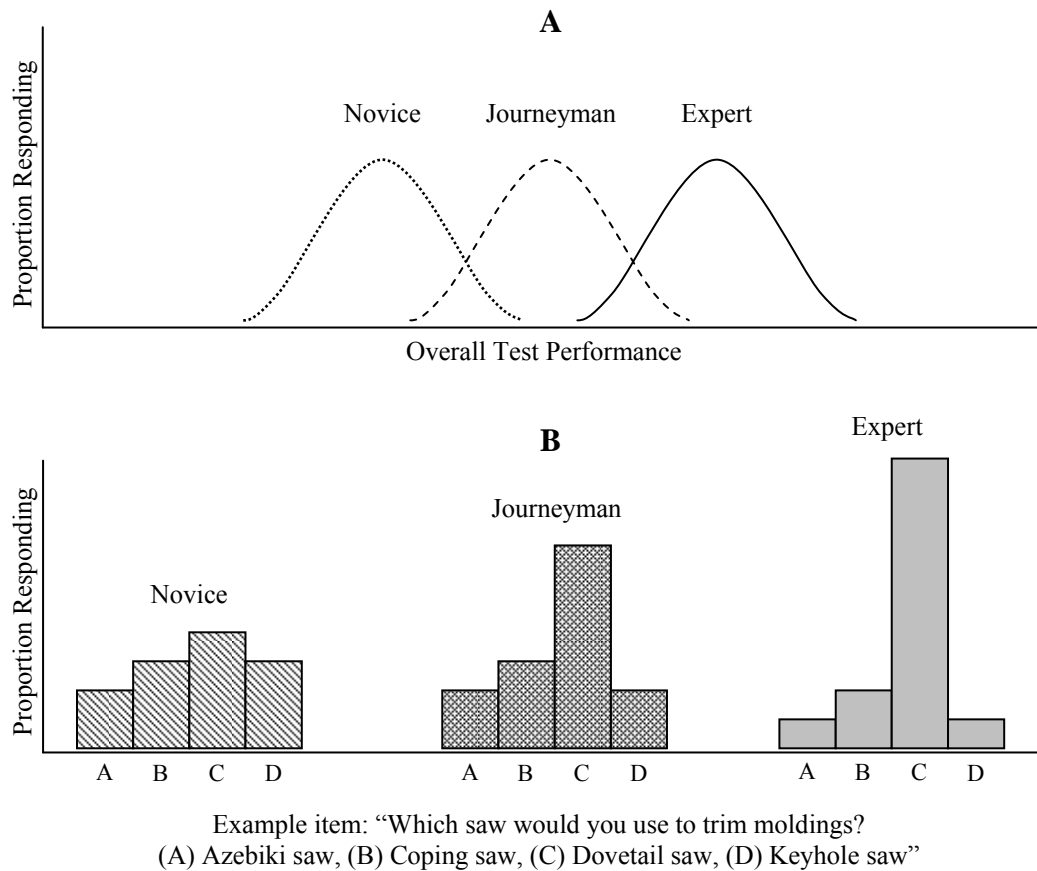 A
Proportion Responding
Novice
Journeyman
Expert
Overall Test Performance
B
Proportion Responding
Novice
Journeyman
Expert
A B C D
A B C D
A B C D
Example item: “Which saw would you use to trim moldings?
(A) Azebiki saw, (B) Coping saw, (C) Dovetail saw, (D) Keyhole saw”